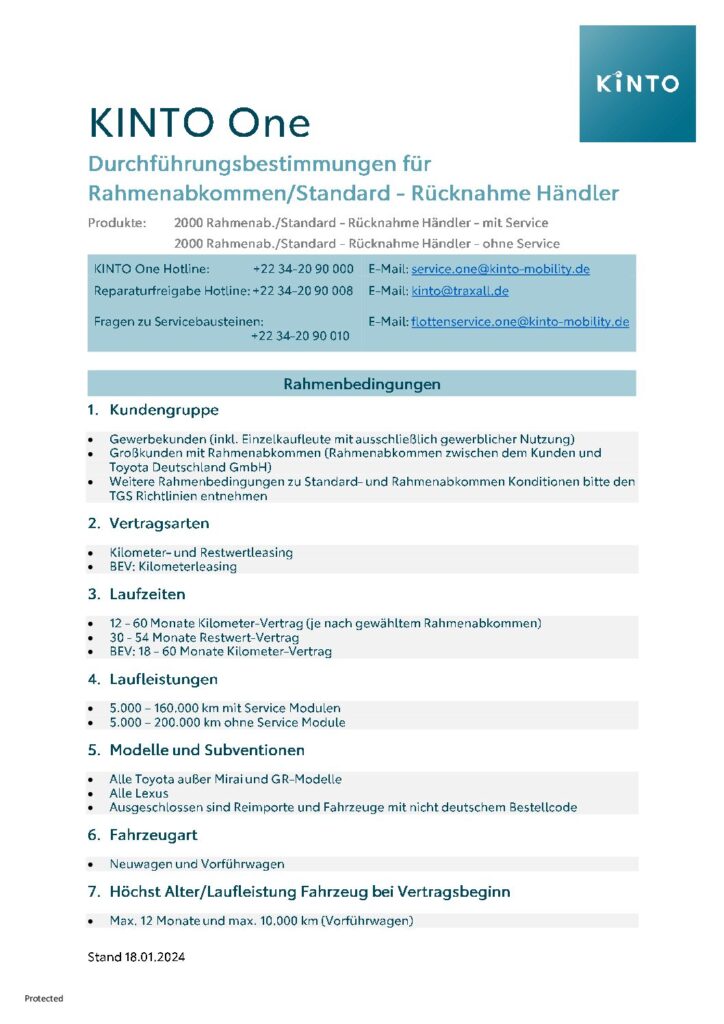 KINTO
KINTO One
Durchführungsbestimmungen für
Rahmenabkommen/Standard - Rücknahme Händler
Produkte: 2000 Rahmenab./Standard - Rücknahme Händler - mit Service
2000 Rahmenab./Standard - Rücknahme Händler - ohne Service
KINTO One Hotline: +22 34-20 90 000 E-Mail: service.one@kinto-mobility.de
Reparaturfreigabe Hotline: +22 34-20 90 008 E-Mail: kinto@traxall.de
Fragen zu Servicebausteinen: E-Mail: flottenservice.one@kinto-mobility.de
+22 34-20 90 010
Rahmenbedingungen
1. Kundengruppe
• Gewerbekunden (inkl. Einzelkaufleute mit ausschließlich gewerblicher Nutzung)
• Großkunden mit Rahmenabkommen (Rahmenabkommen zwischen dem Kunden und
Toyota Deutschland GmbH)
• Weitere Rahmenbedingungen zu Standard- und Rahmenabkommen Konditionen bitte den
TGS Richtlinien entnehmen
2. Vertragsarten
• Kilometer- und Restwertleasing
• BEV: Kilometerleasing
3. Laufzeiten
• 12 - 60 Monate Kilometer-Vertrag (je nach gewähltem Rahmenabkommen)
• 30 - 54 Monate Restwert-Vertrag
• BEV: 18 - 60 Monate Kilometer-Vertrag
4. Laufleistungen
• 5.000 – 160.000 km mit Service Modulen
• 5.000 – 200.000 km ohne Service Module
5. Modelle und Subventionen
• Alle Toyota außer Mirai und GR-Modelle
• Alle Lexus
• Ausgeschlossen sind Reimporte und Fahrzeuge mit nicht deutschem Bestellcode
6. Fahrzeugart
• Neuwagen und Vorführwagen
7. Höchst Alter/Laufleistung Fahrzeug bei Vertragsbeginn
• Max. 12 Monate und max. 10.000 km (Vorführwagen)
Stand 18.01.2024
Protected